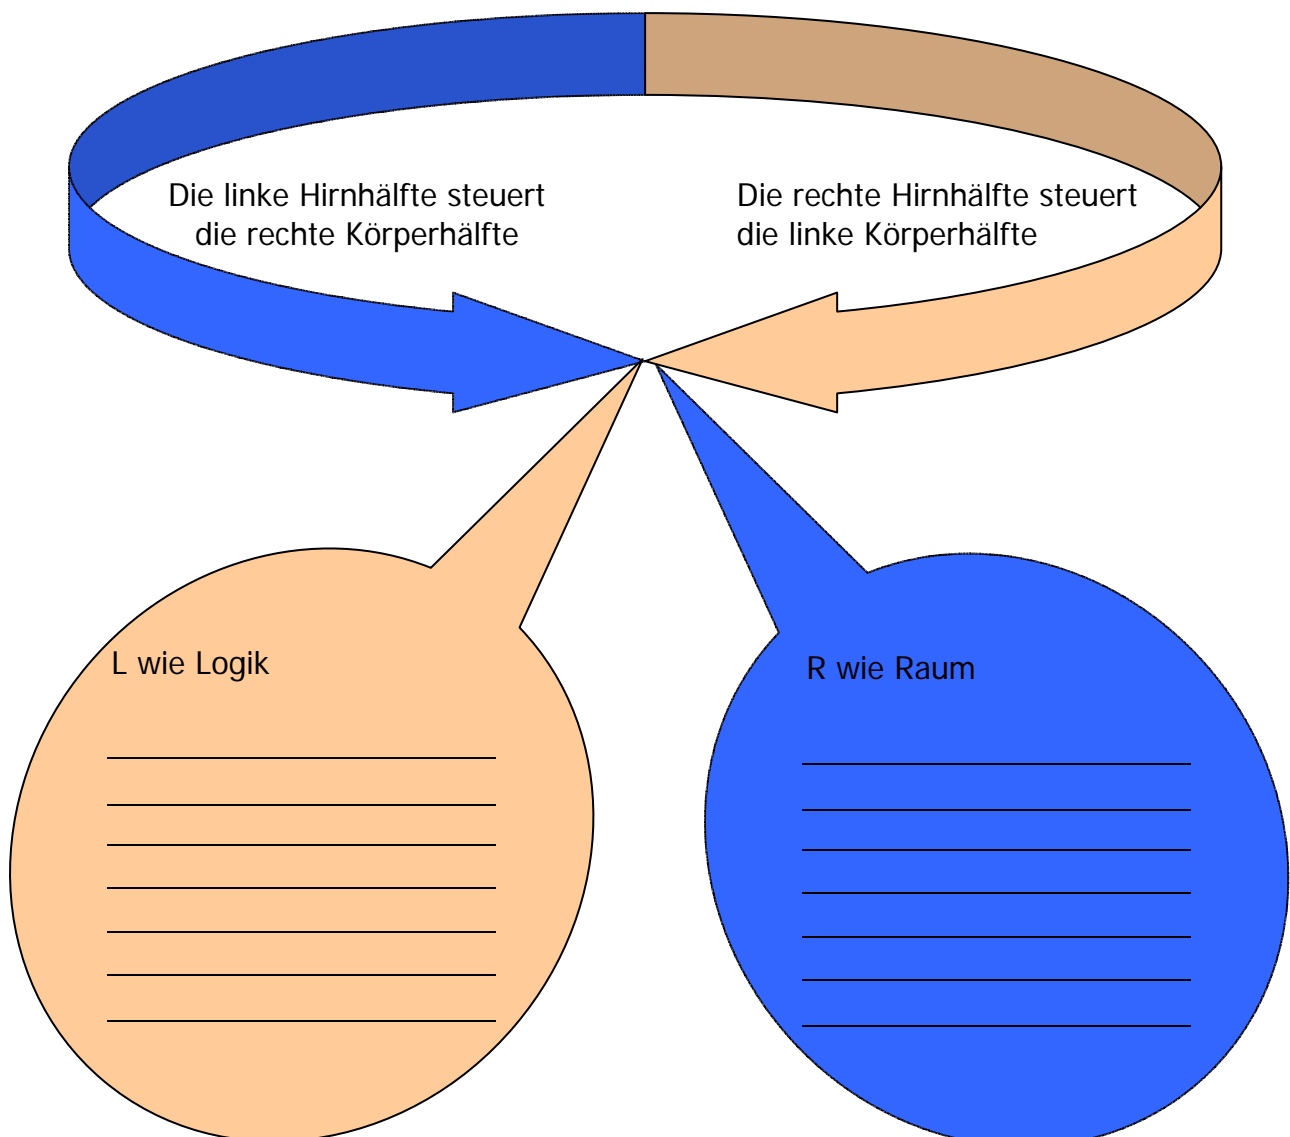 Die linke Hirnhälfte steuert
die rechte Körperhälfte
Die rechte Hirnhälfte steuert
die linke Körperhälfte
L wie Logik
R wie Raum